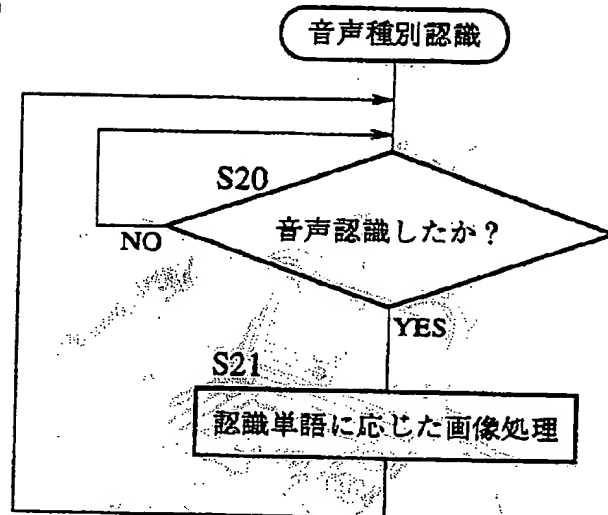 音声種別認識
S20
音声認識したか？
NO
YES
S21
認識単語に応じた画像処理